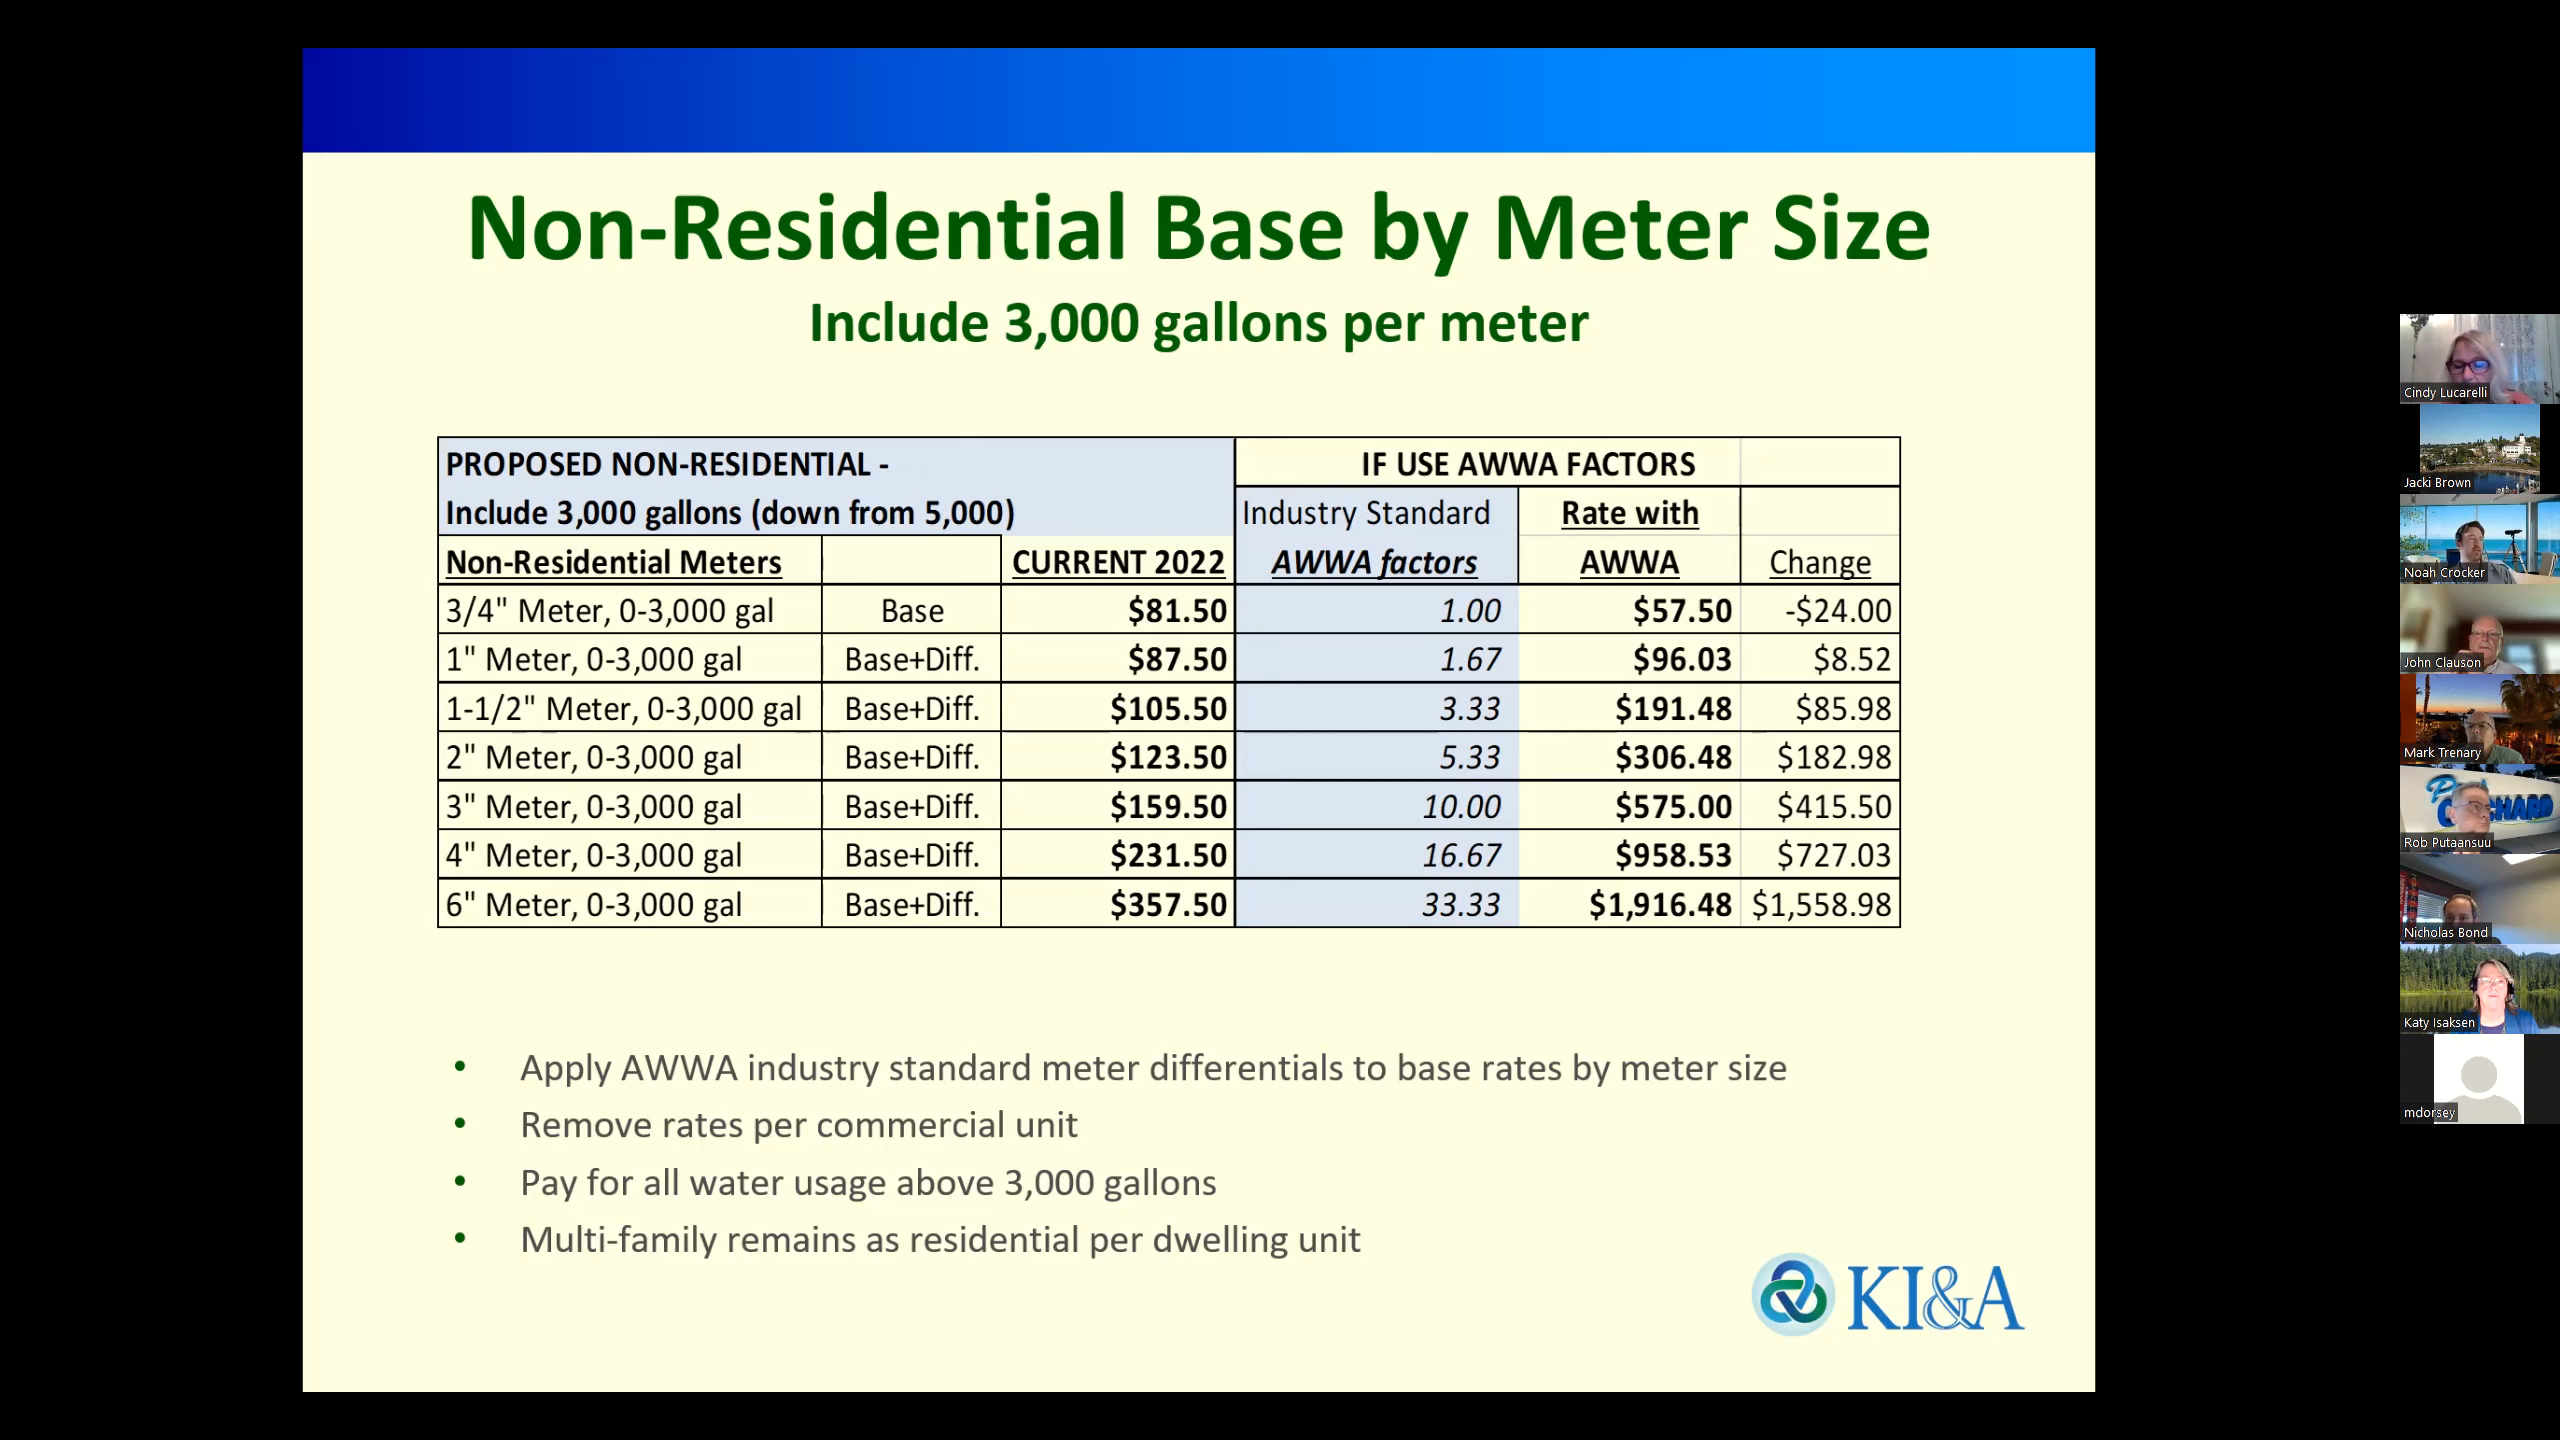 Non-Residential Base by Meter Size
Include 3,000 gallons per meter
PROPOSED NON-RESIDENTIAL - IF USE AWWA FACTORS
Include 3,000 gallons (down from 5,000) Industry Standard Rate with
Non-Residential Meters CURRENT 2022 AWWA factors AWWA Change
3/4" Meter, 0-3,000 gal Base $81.50 1.00 $57.50 -$24.00
1" Meter, 0-3,000 gal Base+Diff. $87.50 1.67 $96.03 $8.52
1-1/2" Meter, 0-3,000 gal Base+Diff. $105.50 3.33 $191.48 $85.98
2" Meter, 0-3,000 gal Base+Diff. $123.50 5.33 $306.48 $182.98
3" Meter, 0-3,000 gal Base+Diff. $159.50 10.00 $575.00 $415.50
4" Meter, 0-3,000 gal Base+Diff. $231.50 16.67 $958.53 $727.03
6" Meter, 0-3,000 gal Base+Diff. $357.50 33.33 $1,916.48 $1,558.98
• Apply AWWA industry standard meter differentials to base rates by meter size
• Remove rates per commercial unit
• Pay for all water usage above 3,000 gallons
• Multi-family remains as residential per dwelling unit
KI&A
Cindy Lucarelli
Jacki Brown
Noah Crocker
John Clauson
Mark Trenary
Rob Putaansuu
Nicholas Bond
Katy Isaksen
mdorsey